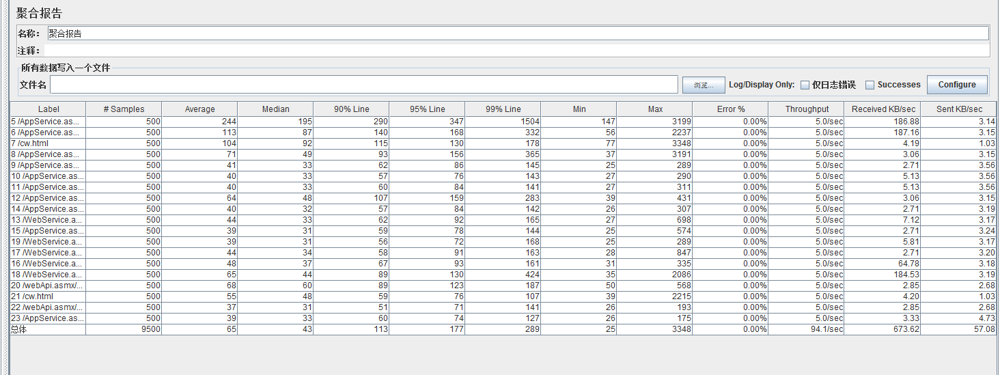 聚合报告
名称： 聚合报告
注释：
所有数据写入一个文件
文件名 浏览... Log/Display Only: 仅日志错误 Successes Configure
Label # Samples Average Median 90% Line 95% Line 99% Line Min Max Error % Throughput Received KB/sec Sent KB/sec
5 /AppService.as... 500 244 195 290 347 1504 147 3199 0.00% 5.0/sec 186.88 3.14
6 /AppService.as... 500 113 87 140 168 332 56 2237 0.00% 5.0/sec 187.16 3.15
7 /cw.html 500 104 92 115 130 178 77 3348 0.00% 5.0/sec 4.19 1.03
8 /AppService.as... 500 71 49 93 156 365 37 3191 0.00% 5.0/sec 3.06 3.15
9 /AppService.as... 500 41 33 62 86 145 25 289 0.00% 5.0/sec 2.71 3.56
10 /AppService.as... 500 40 33 57 76 143 27 290 0.00% 5.0/sec 5.13 3.56
11 /AppService.as... 500 40 33 60 84 141 27 311 0.00% 5.0/sec 5.13 3.56
12 /AppService.as... 500 64 48 107 159 283 39 431 0.00% 5.0/sec 3.06 3.15
14 /AppService.as... 500 40 32 57 84 142 26 307 0.00% 5.0/sec 2.71 3.19
13 /WebService.a... 500 44 33 62 92 165 27 698 0.00% 5.0/sec 7.12 3.17
15 /AppService.as... 500 39 31 59 78 144 25 574 0.00% 5.0/sec 2.71 3.24
19 /WebService.a... 500 39 31 56 72 168 25 289 0.00% 5.0/sec 5.81 3.17
17 /WebService.a... 500 44 34 58 91 163 28 847 0.00% 5.0/sec 2.71 3.20
16 /WebService.a... 500 48 37 67 93 161 31 335 0.00% 5.0/sec 64.78 3.18
18 /WebService.a... 500 65 44 89 130 424 35 2086 0.00% 5.0/sec 184.53 3.19
20 /webApi.asmx/... 500 68 60 89 123 187 50 568 0.00% 5.0/sec 2.85 2.68
21 /cw.html 500 55 48 59 76 107 39 2215 0.00% 5.0/sec 4.20 1.03
22 /webApi.asmx/... 500 37 31 51 71 141 26 193 0.00% 5.0/sec 2.85 2.68
23 /AppService.as... 500 39 33 60 74 127 26 175 0.00% 5.0/sec 3.33 4.73
总体 9500 65 43 113 177 289 25 3348 0.00% 94.1/sec 673.62 57.08